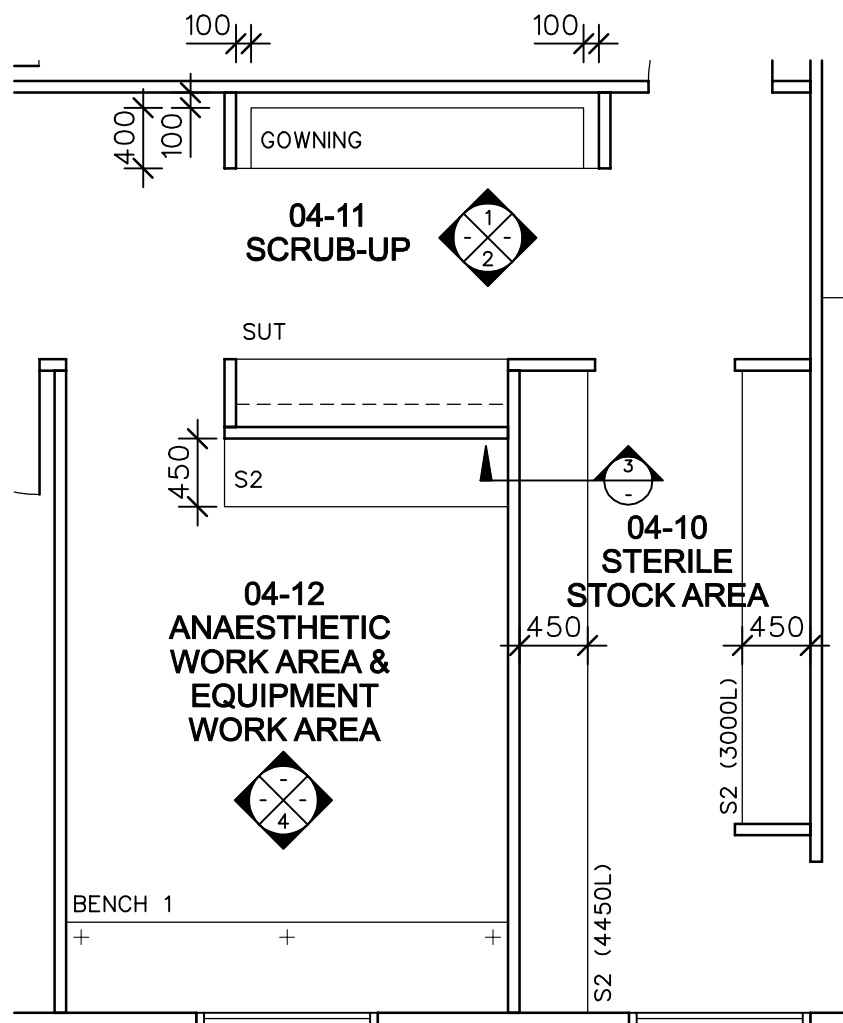 100
100
400
100
GOWNING
04-11
SCRUB-UP
1
- -
2
SUT
450
S2
3
-
04-10
STERILE
STOCK AREA
04-12
ANAESTHETIC
WORK AREA &
EQUIPMENT
WORK AREA
450
450
S2 (3000L)
-
- -
4
BENCH 1
S2 (4450L)